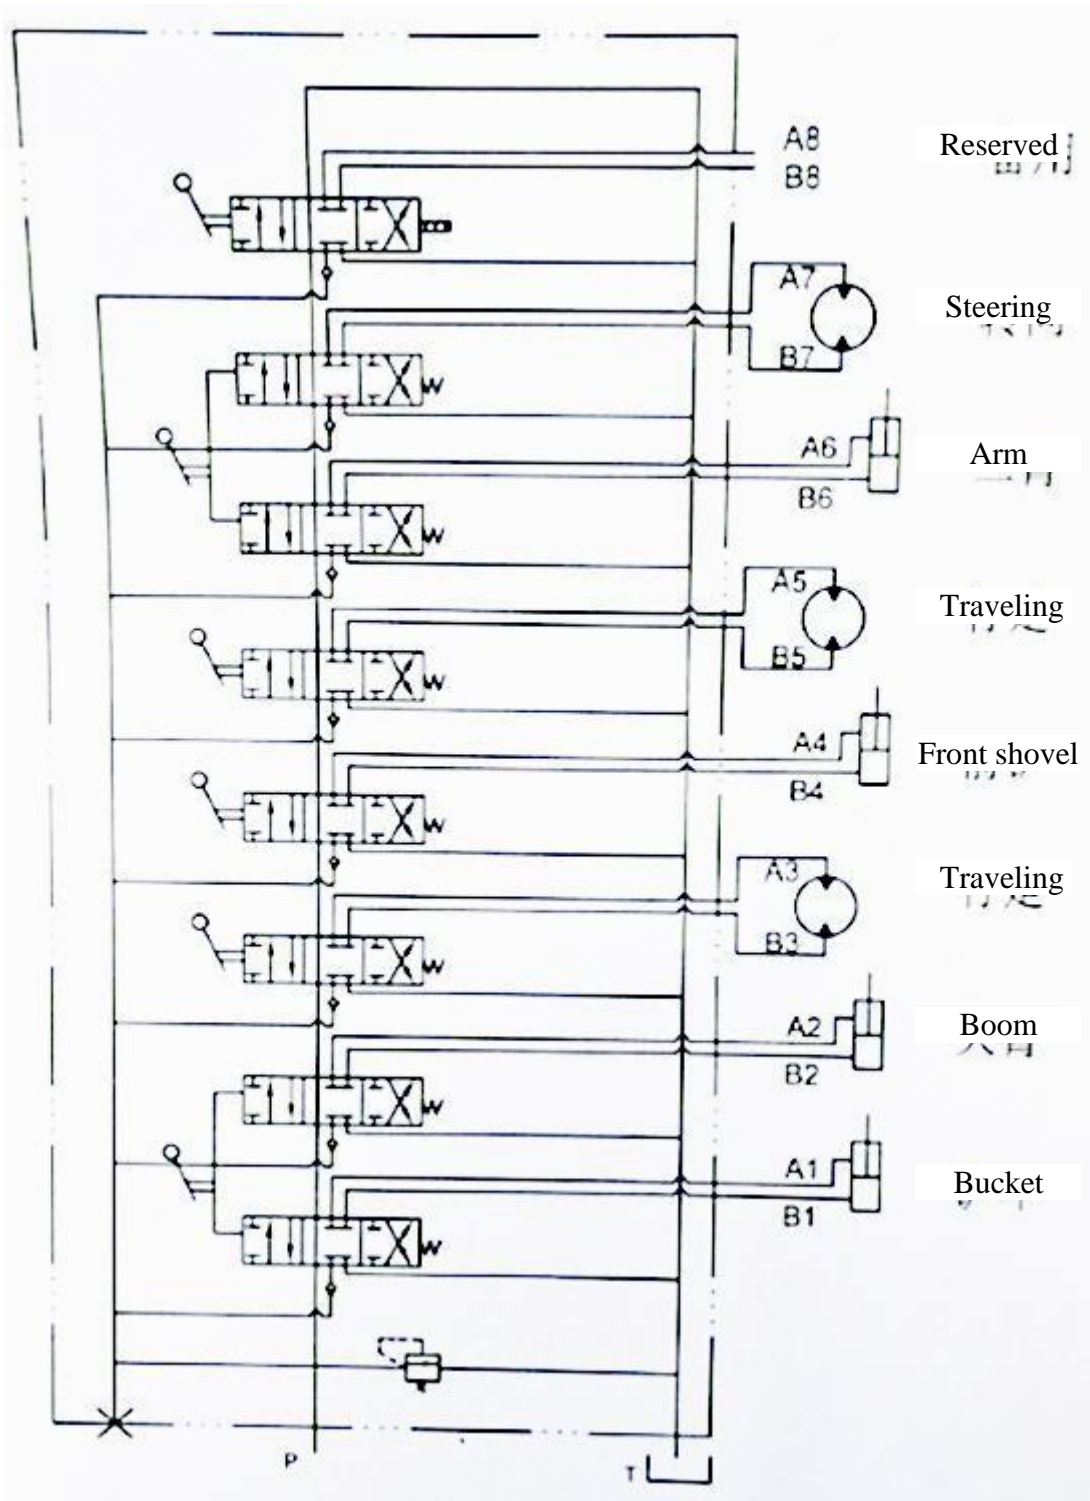 A8
Reserved
B8
A7
Steering
B7
A6
Arm
B6
A5
Traveling
B5
A4
Front shovel
B4
A3
Traveling
B3
A2
Boom
B2
A1
Bucket
B1
P
T